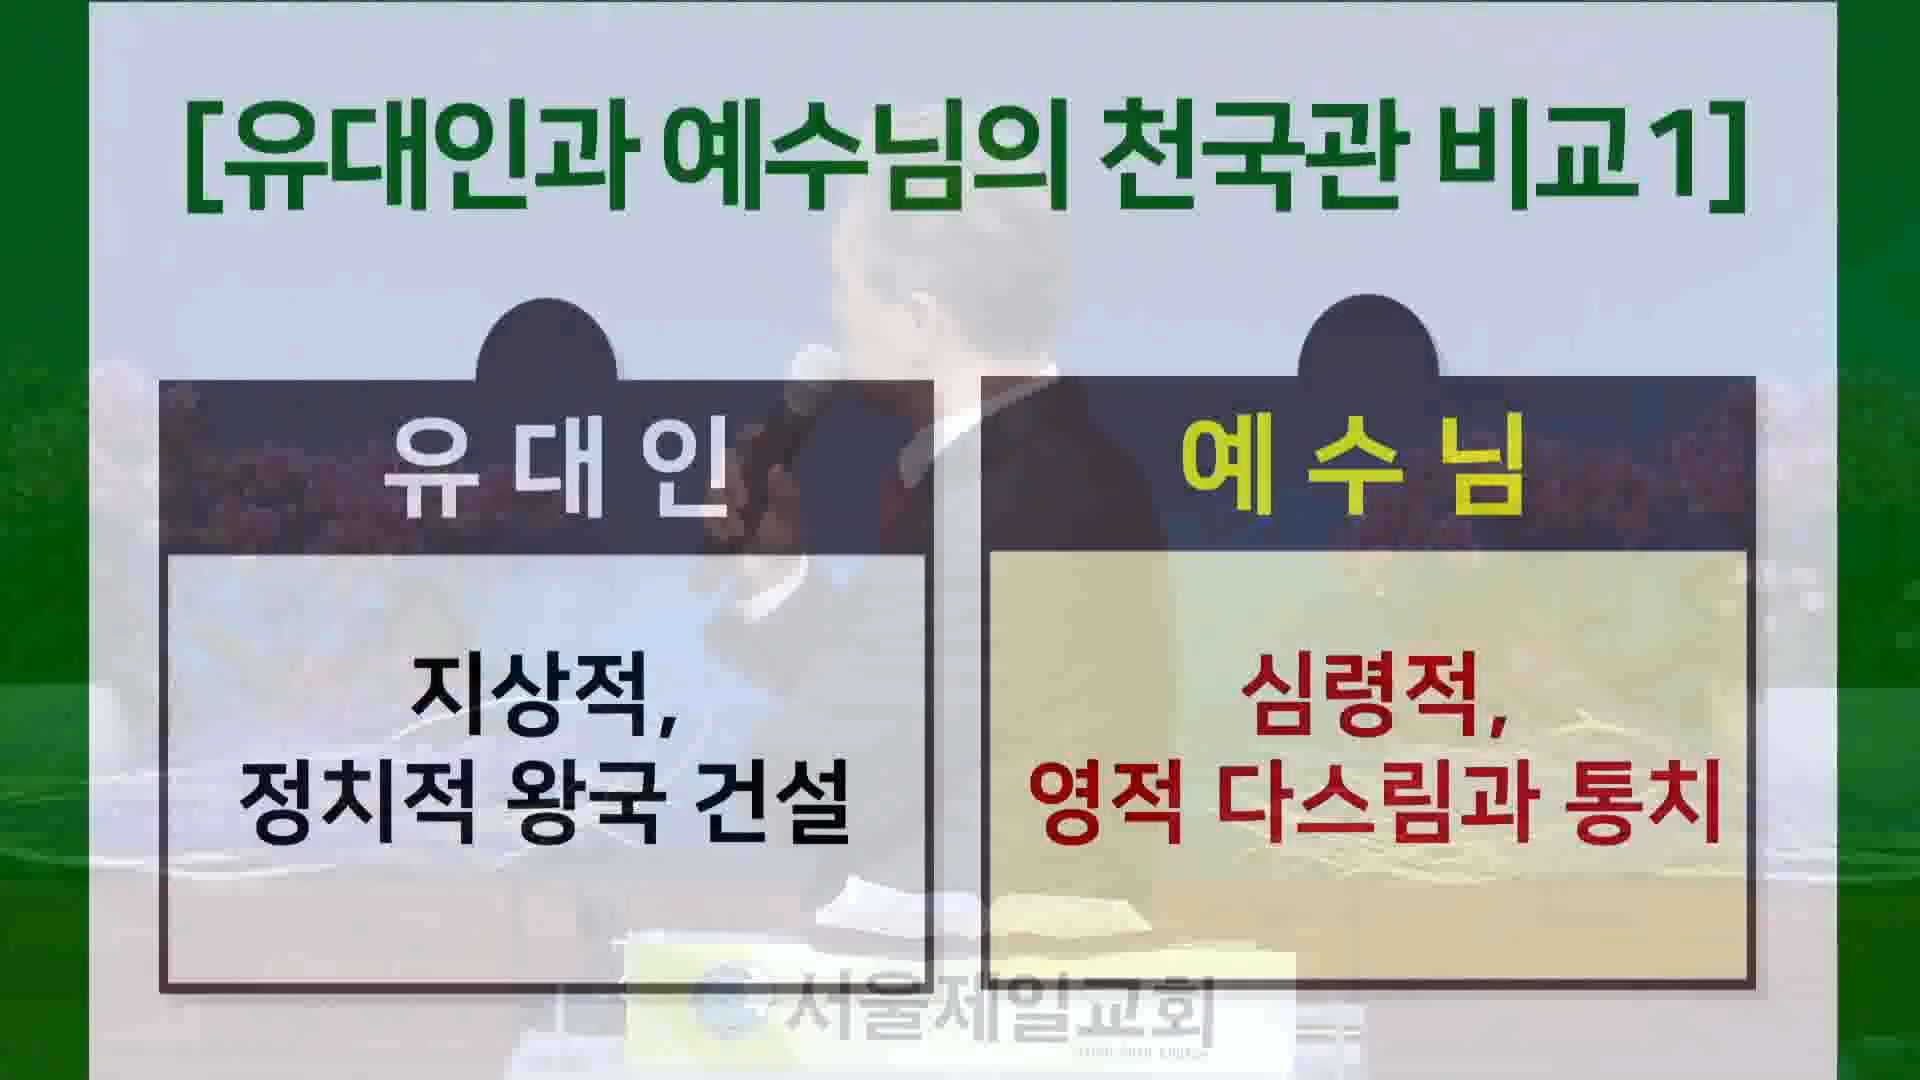 [유대인과 예수님의 천국관 비교1]
유대인
지상적,
정치적 왕국 건설
예수님
심령적,
영적 다스림과 통치
서울제일교회